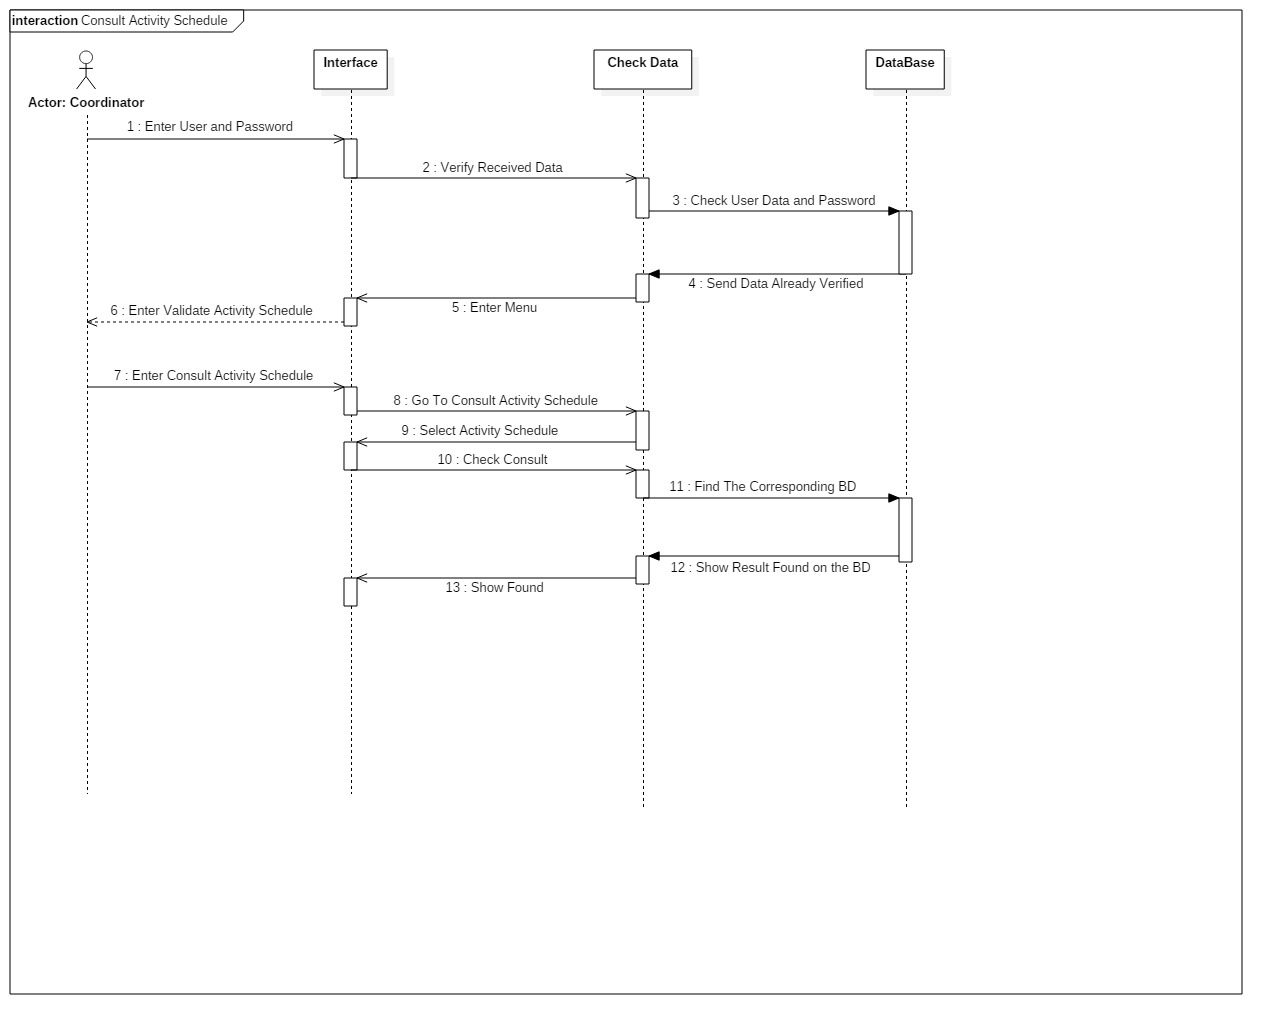 interaction Consult Activity Schedule
Interface
Check Data
DataBase
Actor: Coordinator
1 : Enter User and Password
2 : Verify Received Data
3 : Check User Data and Password
4 : Send Data Already Verified
5 : Enter Menu
6 : Enter Validate Activity Schedule
7 : Enter Consult Activity Schedule
8 : Go To Consult Activity Schedule
9 : Select Activity Schedule
10 : Check Consult
11 : Find The Corresponding BD
12 : Show Result Found on the BD
13 : Show Found